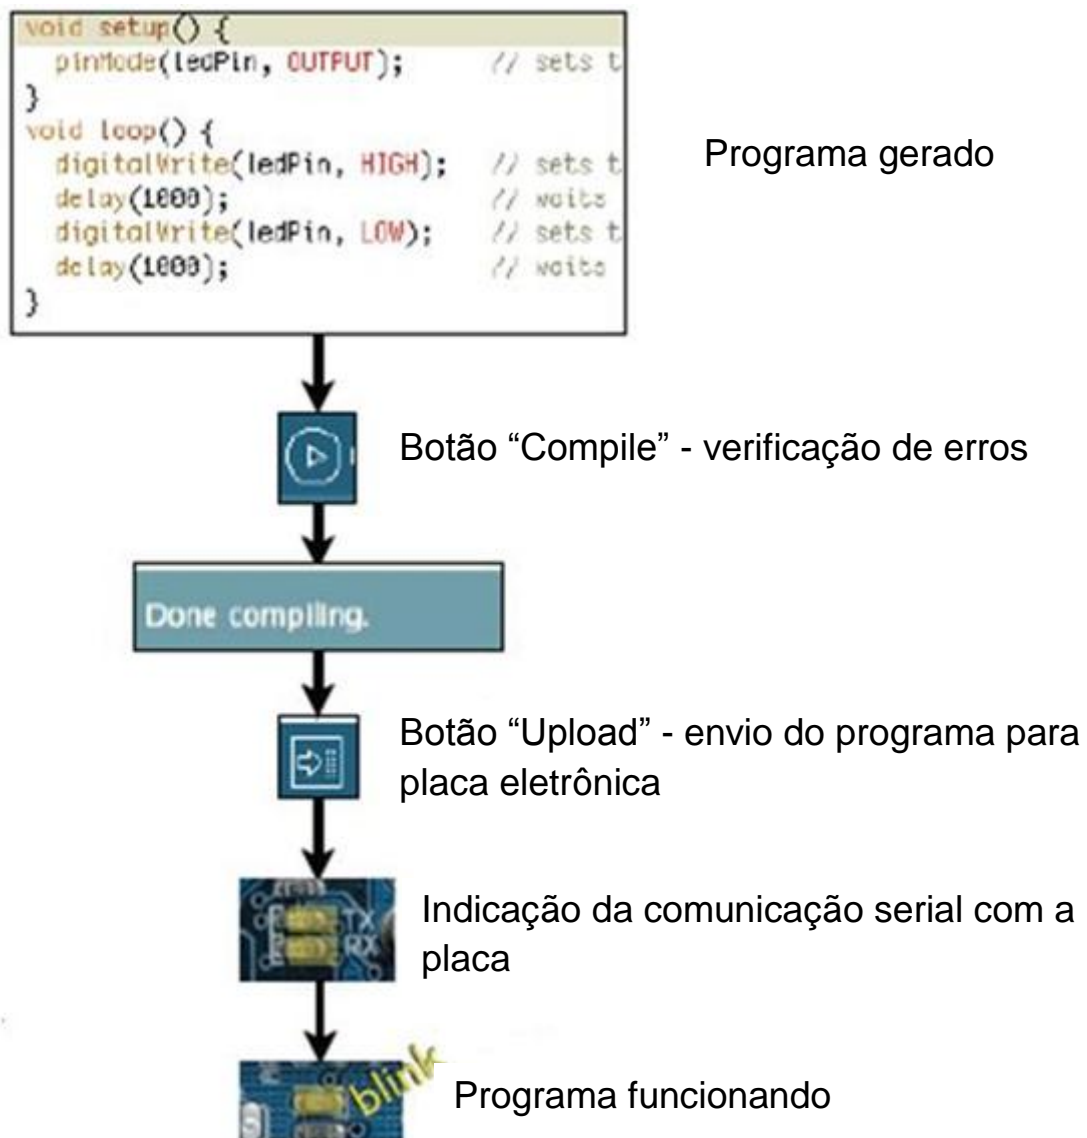 void setup() {
pinMode(ledPin, OUTPUT); // sets t
}
void loop() {
digitalWrite(ledPin, HIGH); // sets t
delay(1000); // waits
digitalWrite(ledPin, LOW); // sets t
delay(1000); // waits
}
Programa gerado
Botão “Compile” - verificação de erros
Done compiling.
Botão “Upload” - envio do programa para
placa eletrônica
TX
RX
Indicação da comunicação serial com a
placa
blink
Programa funcionando